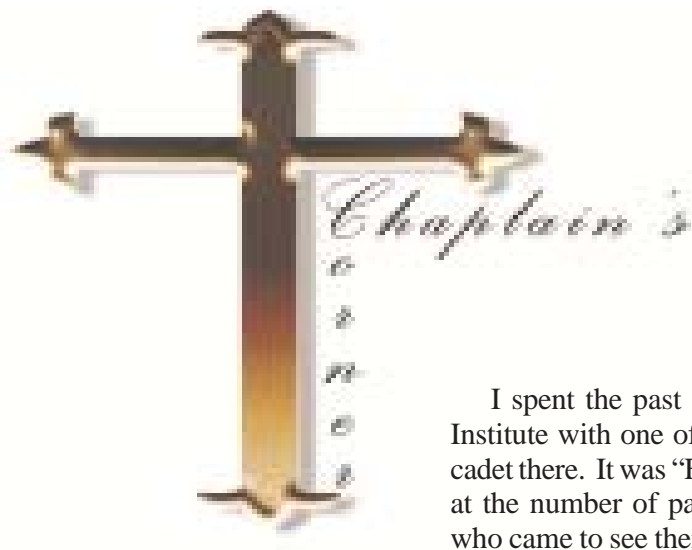 Chaplain's
orner
I spent the past
Institute with one of
cadet there. It was
at the number of pa
who came to see the